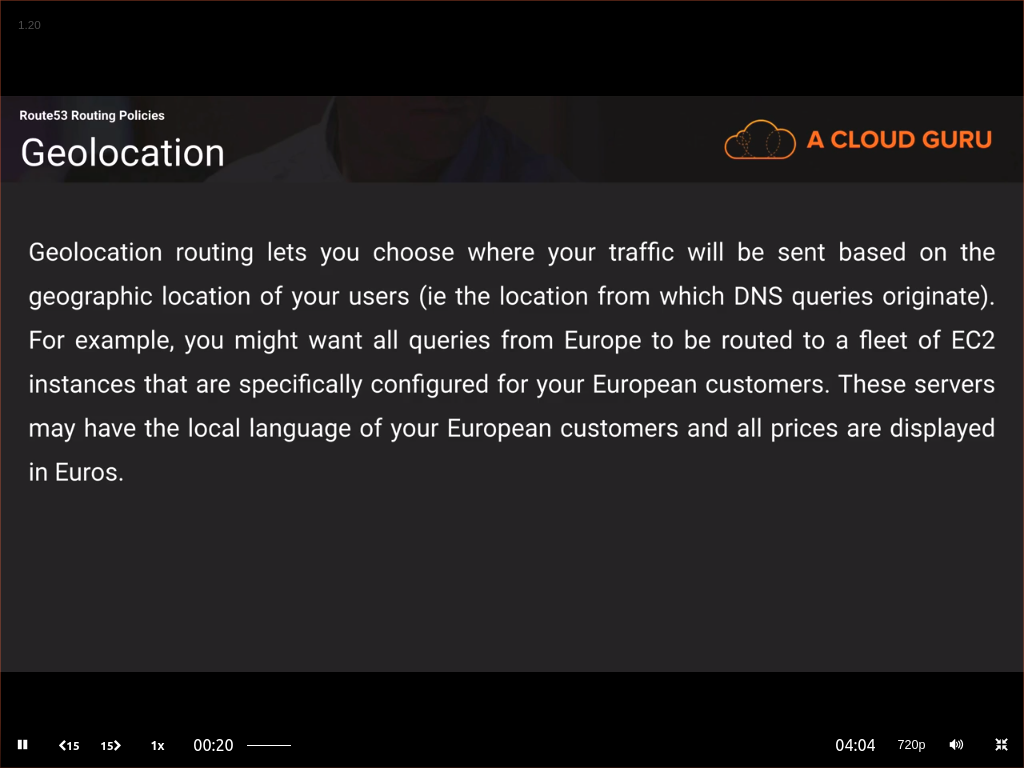 1.20
Route53 Routing Policies
Geolocation
A CLOUD GURU
Geolocation routing lets you choose where your traffic will be sent based on the
geographic location of your users (ie the location from which DNS queries originate).
For example, you might want all queries from Europe to be routed to a fleet of EC2
instances that are specifically configured for your European customers. These servers
may have the local language of your European customers and all prices are displayed
in Euros.
15 15 1x 00:20 04:04 720p